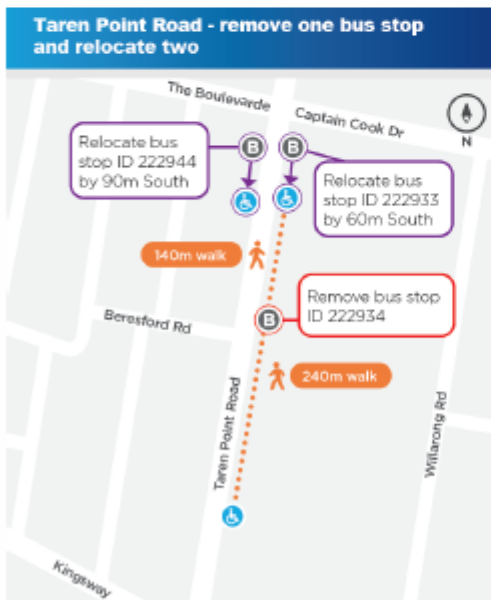 Taren Point Road - remove one bus stop
and relocate two
The Boulevarde
Captain Cook Dr
N
B
B
Relocate bus
stop ID 222944
by 90m South
Relocate bus
stop ID 222933
by 60m South
140m walk
Remove bus stop
ID 222934
B
Beresford Rd
240m walk
Taren Point Road
Willarong Rd
Kingsway